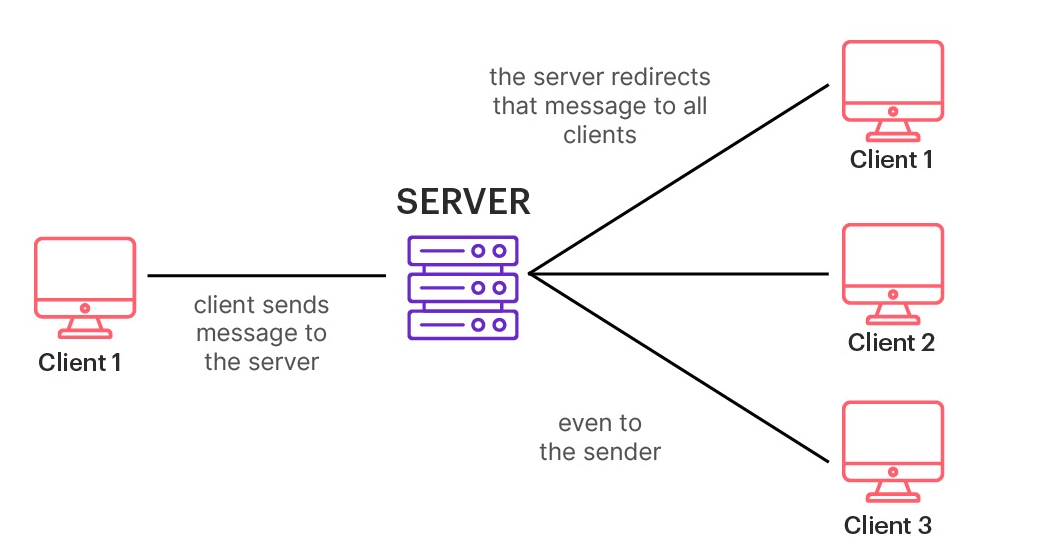 the server redirects
that message to all
clients
Client 1
SERVER
client sends
message to
the server
Client 1
Client 2
even to
the sender
Client 3